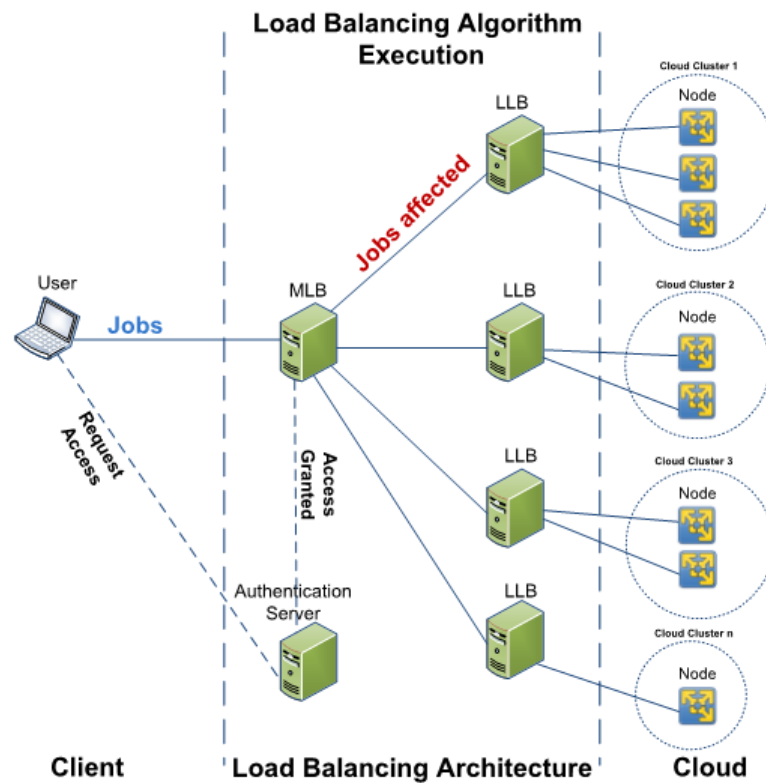 Load Balancing Algorithm
Execution
Cloud Cluster 1
LLB
Node
Jobs affected
User
MLB
LLB
Cloud Cluster 2
Node
Jobs
Request
Access
Access
Granted
LLB
Cloud Cluster 3
Node
Authentication
Server
LLB
Cloud Cluster n
Node
Client
Load Balancing Architecture
Cloud